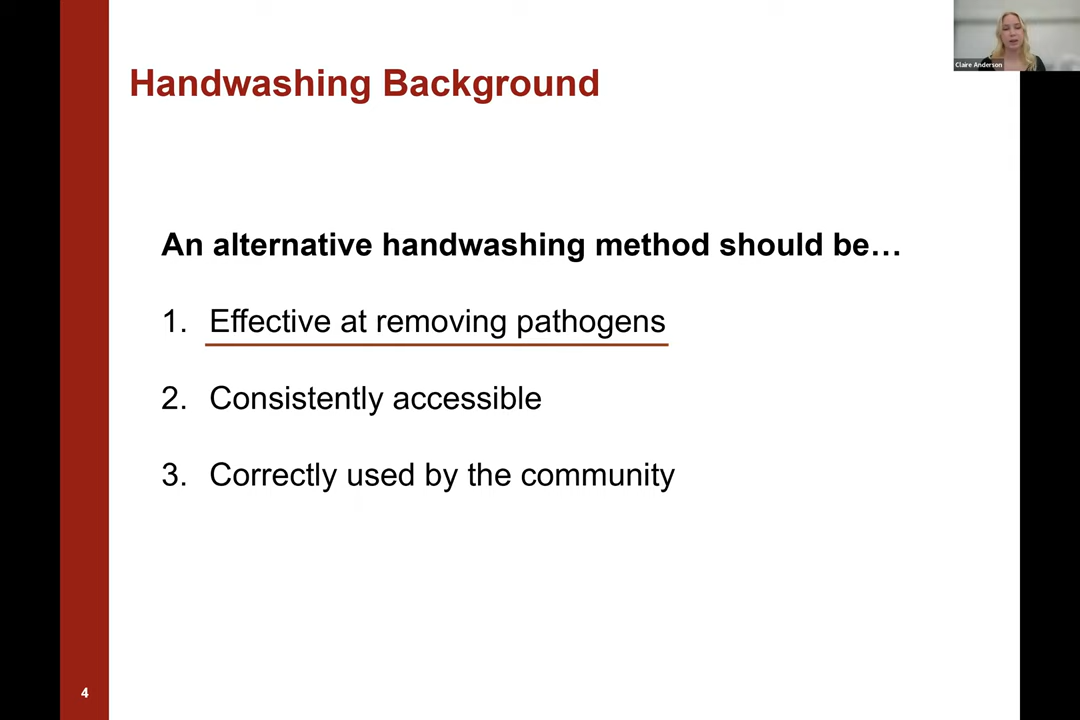 Claire Anderson
Handwashing Background
An alternative handwashing method should be…
1. Effective at removing pathogens
2. Consistently accessible
3. Correctly used by the community
4